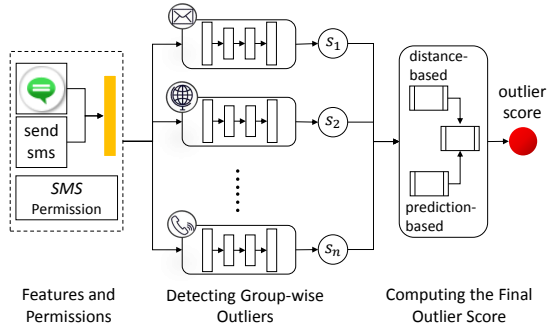 send
sms
SMS
Permission
s1
s2
sn
distance-
based
prediction-
based
outlier
score
Features and
Permissions
Detecting Group-wise
Outliers
Computing the Final
Outlier Score